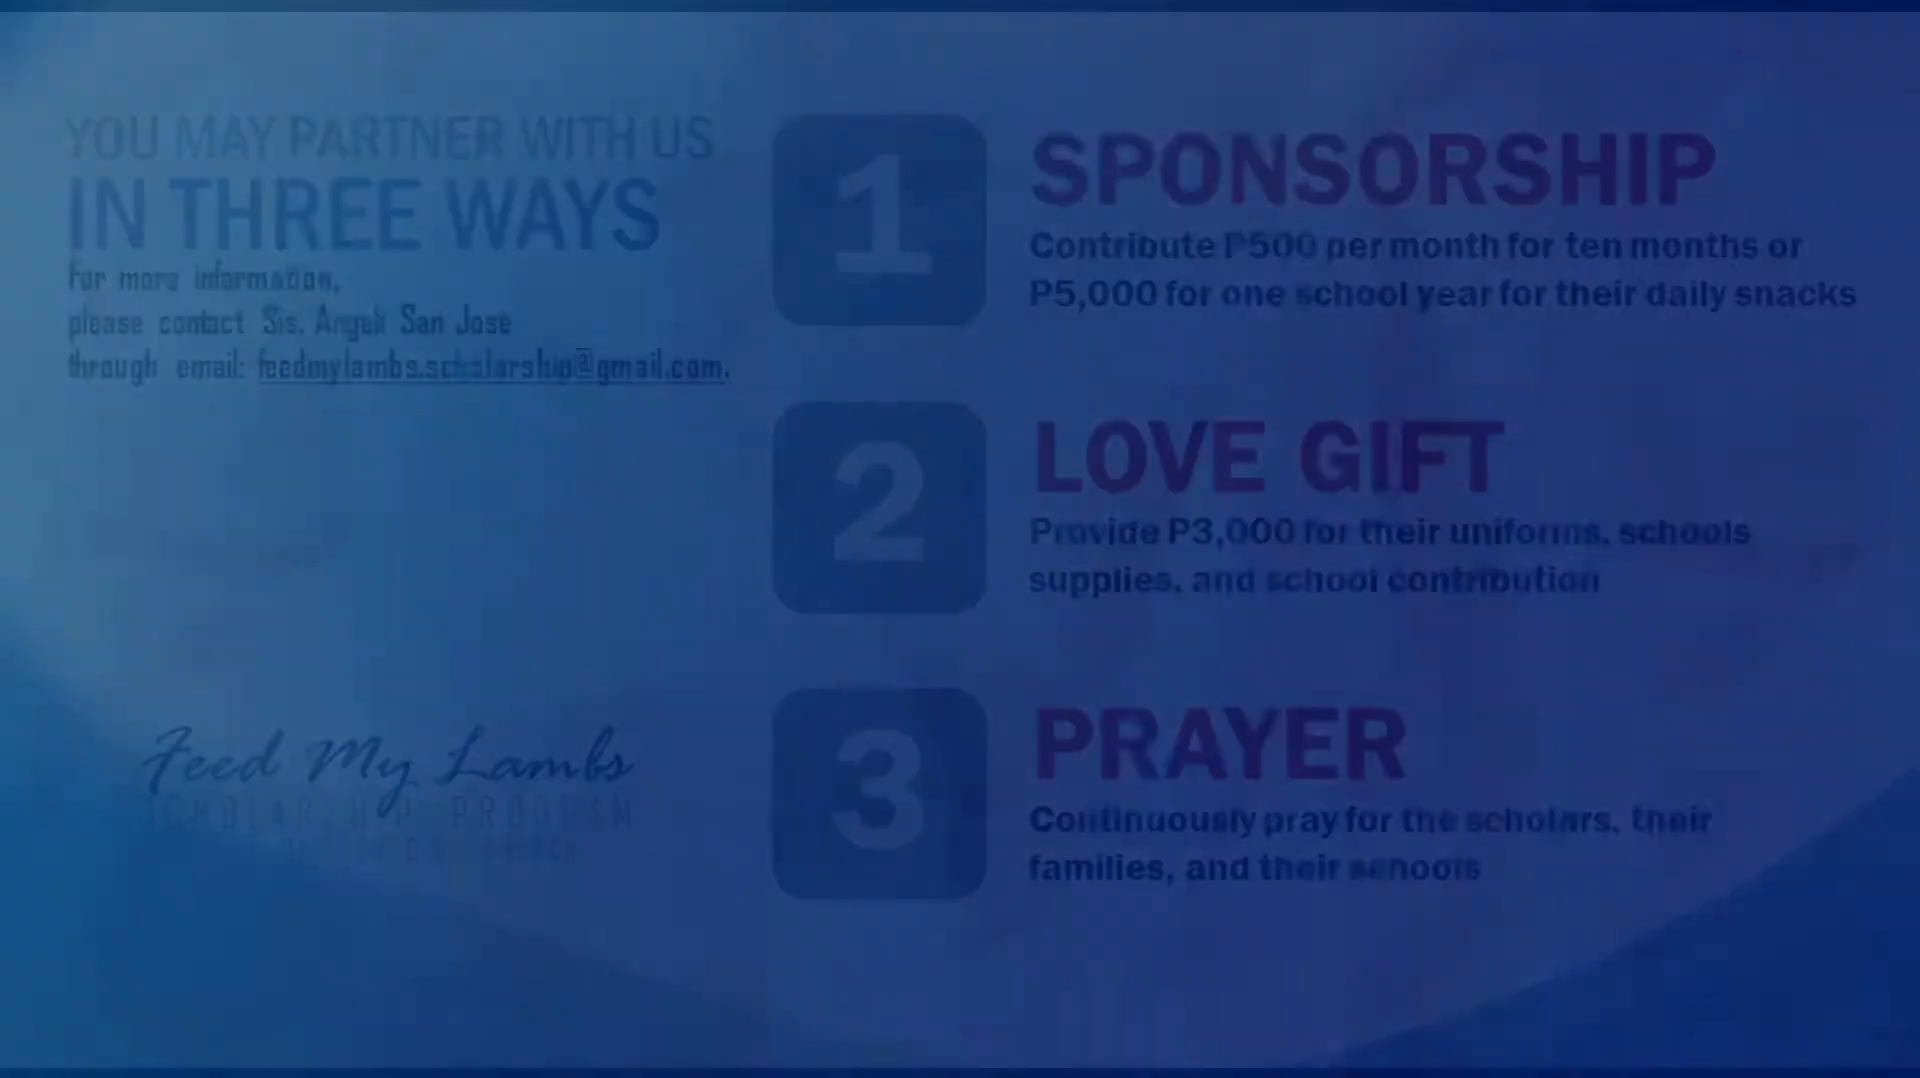 YOU MAY PARTNER WITH US
IN THREE WAYS
For more information,
please contact Sis. Angeli San Jose
through email: feedmylambs.scholarship@gmail.com.
Feed My Lambs
SCHOLARSHIP PROGRAM
1
SPONSORSHIP
Contribute P500 per month for ten months or
P5,000 for one school year for their daily snacks
2
LOVE GIFT
Provide P3,000 for their uniforms, schools
supplies, and school contribution
3
PRAYER
Continuously pray for the scholars, their
families, and their schools